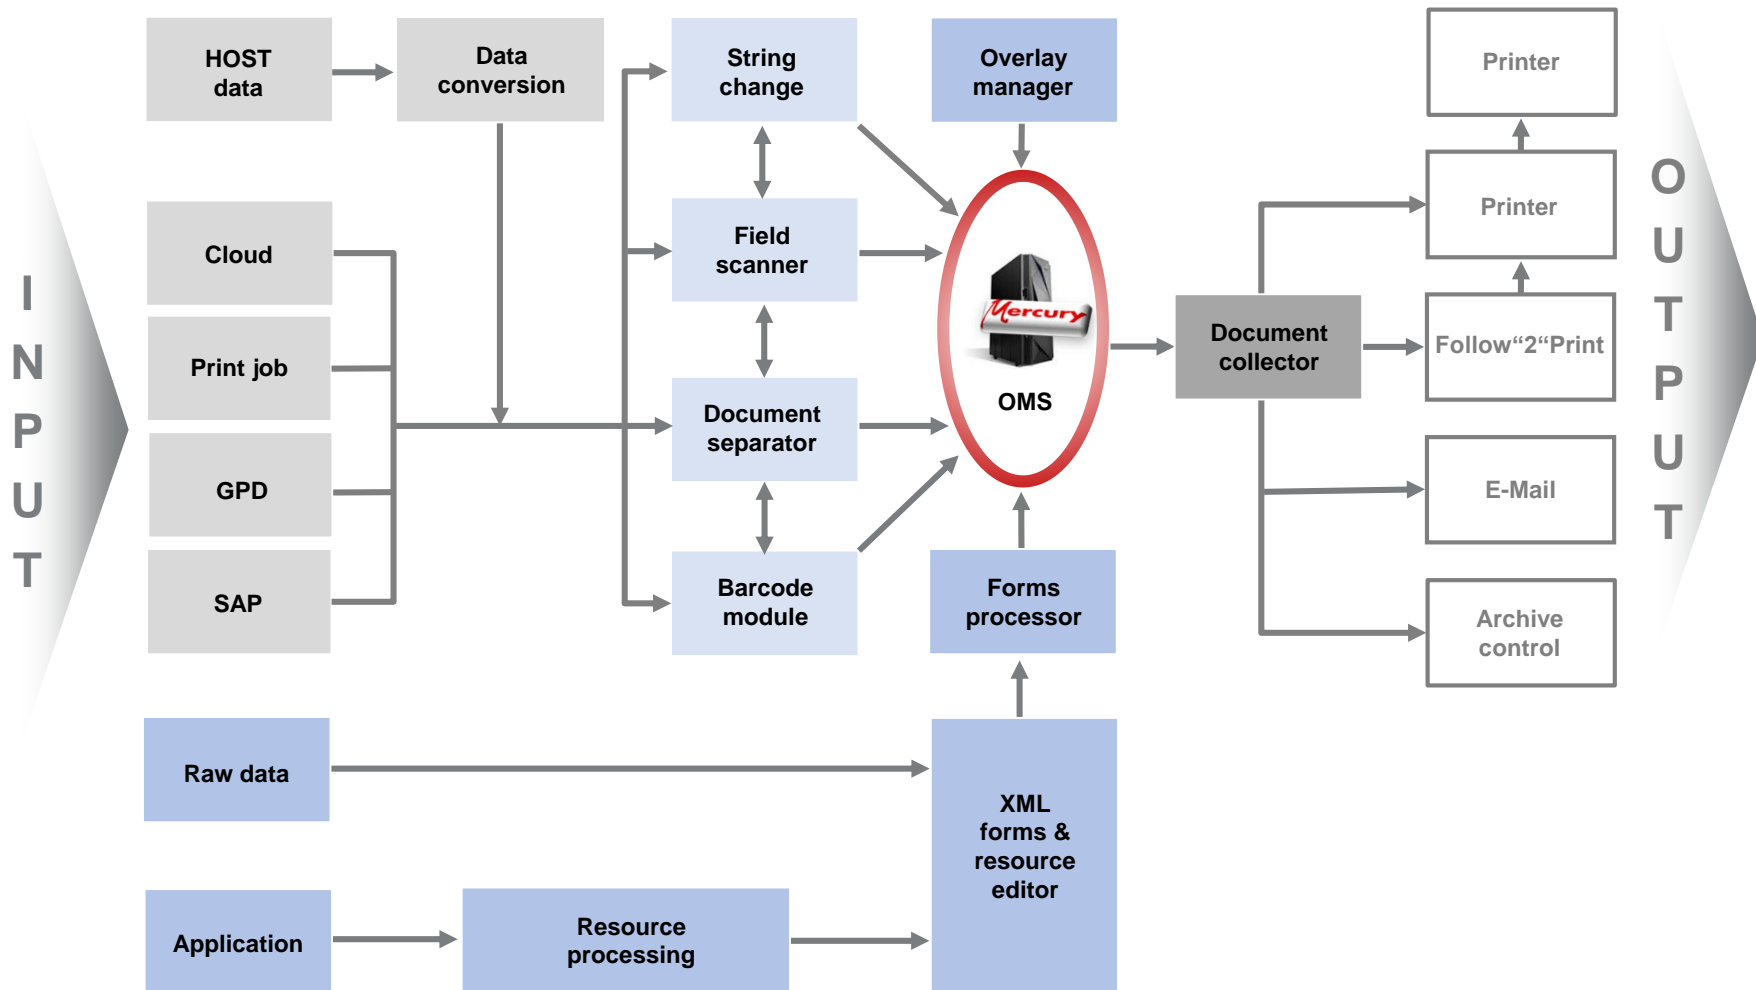 I
N
P
U
T
HOST
data
Data
conversion
Cloud
Print job
GPD
SAP
Raw data
Application
Resource
processing
String
change
Field
scanner
Document
separator
Barcode
module
Overlay
manager
Mercury
OMS
Forms
processor
XML
forms &
resource
editor
Document
collector
Printer
Printer
Follow“2“Print
E-Mail
Archive
control
O
U
T
P
U
T